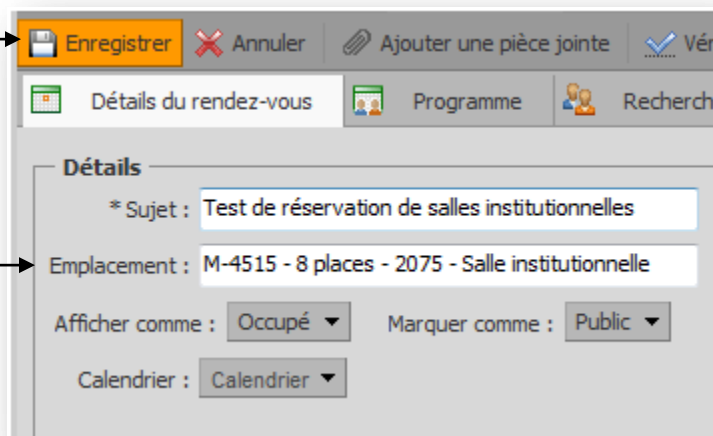 Enregistrer Annuler Ajouter une pièce jointe
Détails du rendez-vous Programme
Détails
* Sujet : Test de réservation de salles institutionnelles
Emplacement : M-4515 - 8 places - 2075 - Salle institutionnelle
Afficher comme : Occupé Marquer comme : Public
Calendrier : Calendrier